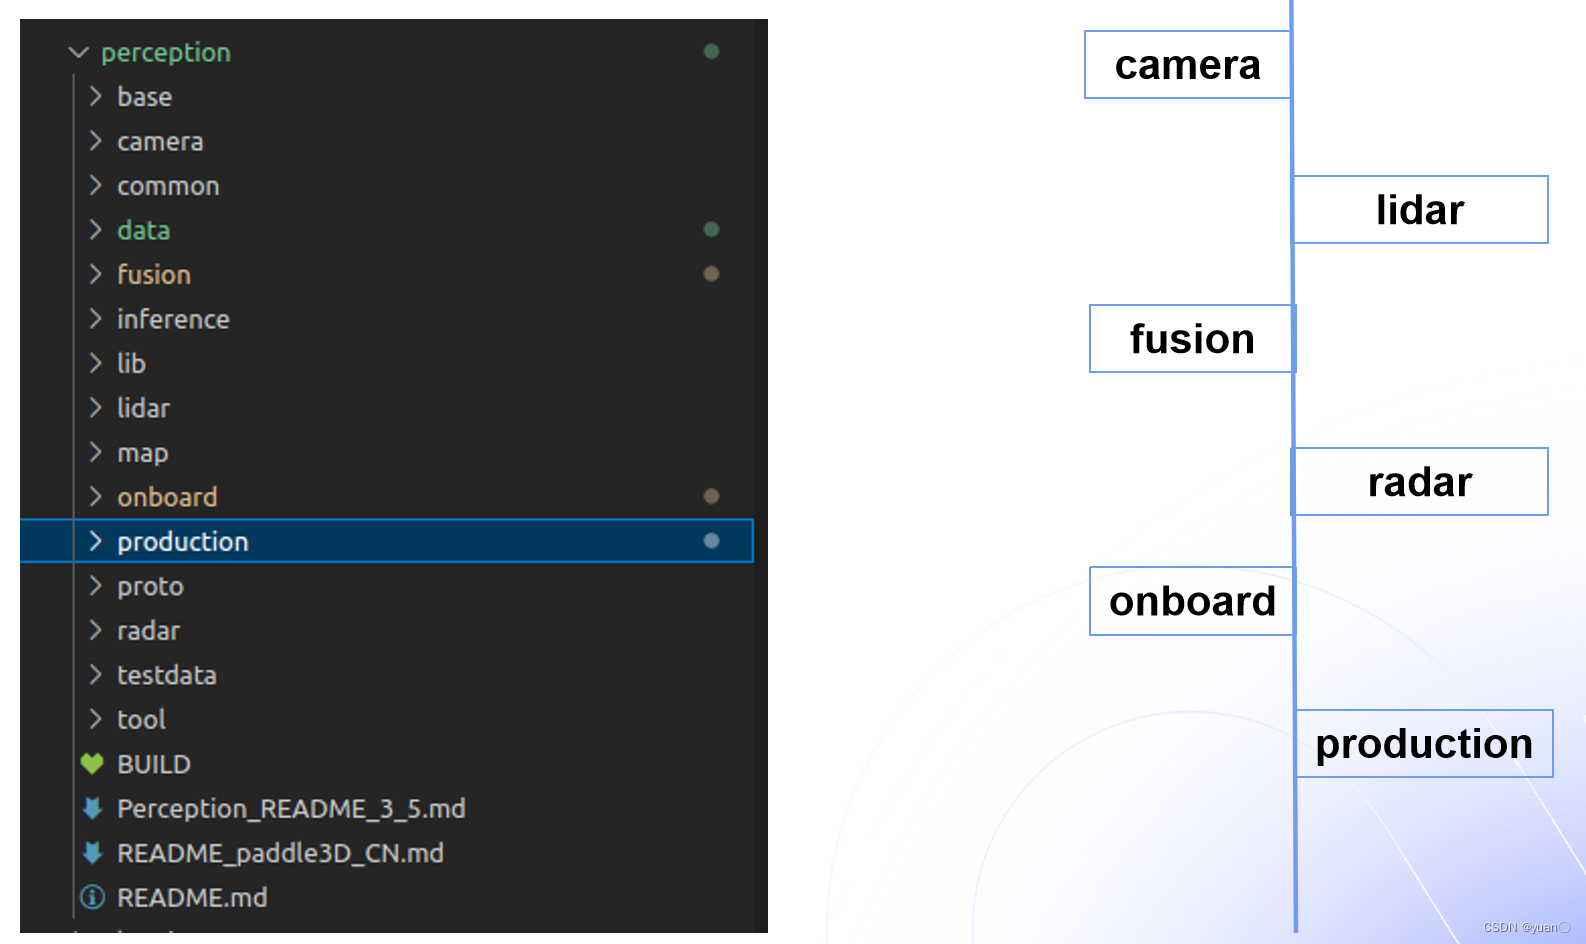 perception
base
camera
common
data
fusion
inference
lib
lidar
map
onboard
production
proto
radar
testdata
tool
BUILD
Perception_README_3_5.md
README_paddle3D_CN.md
README.md
camera
lidar
fusion
radar
onboard
production
CSDN @yuan〇